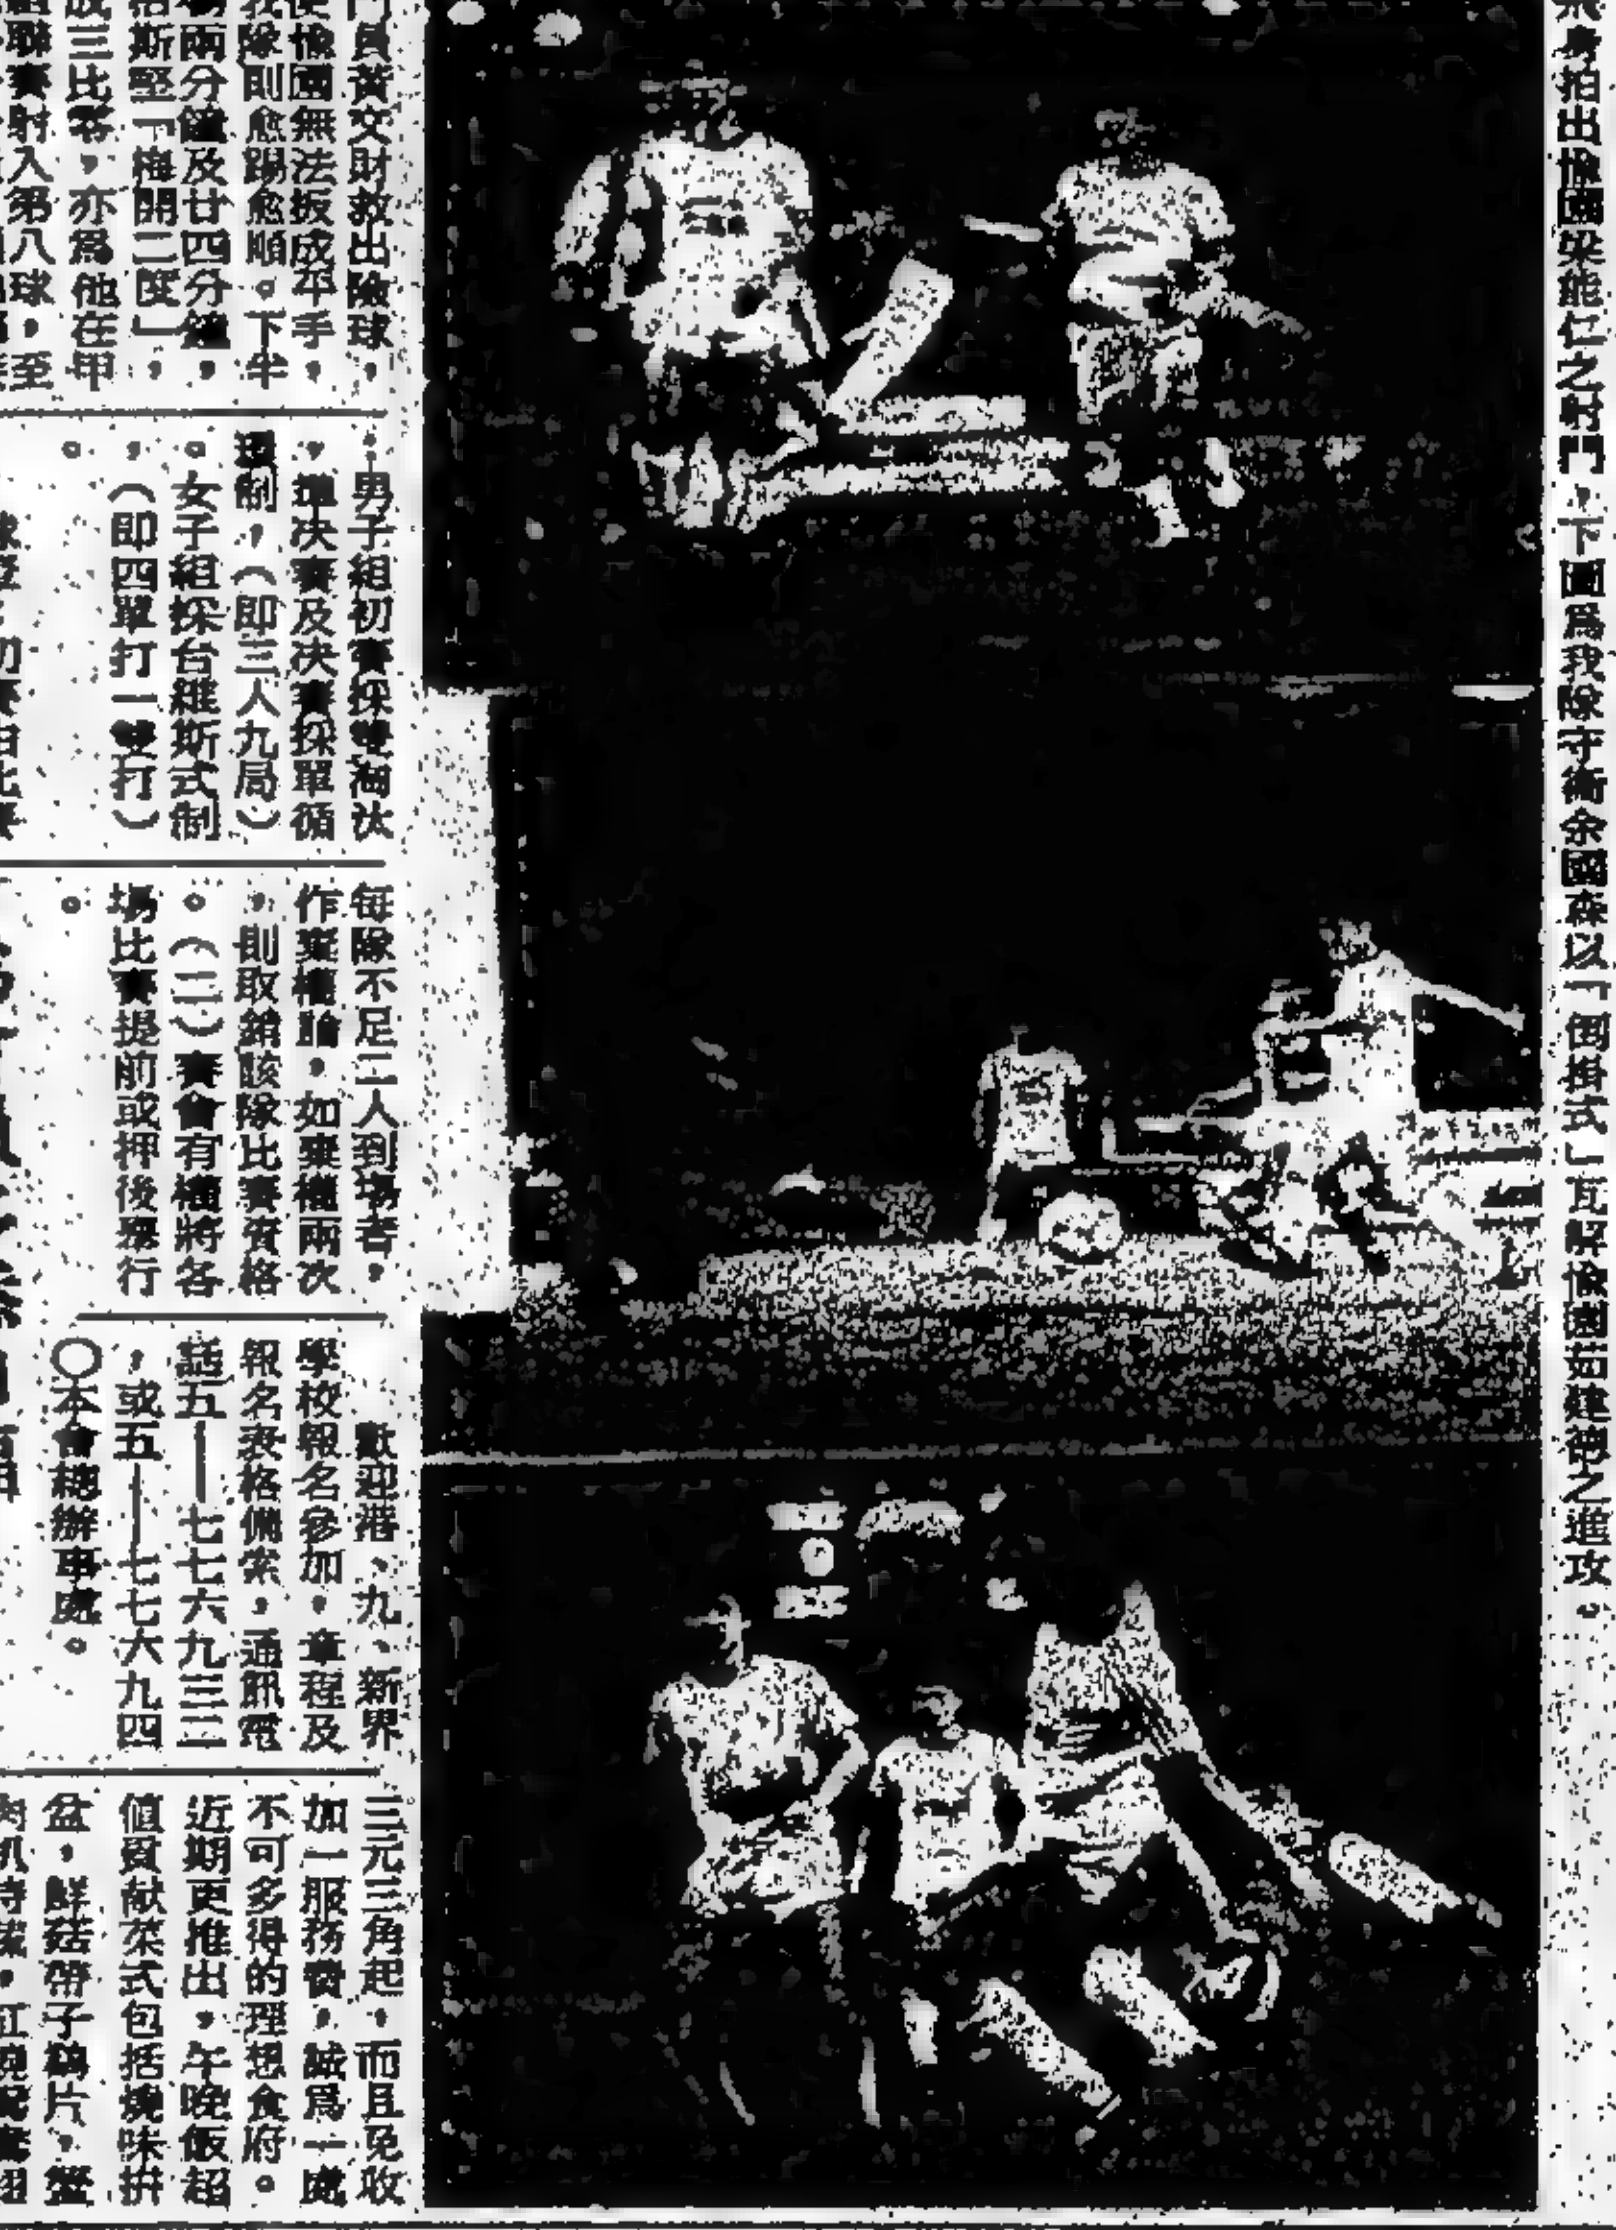 飛身拍出愉園梁能仁之射門，下圖為我隊守衛余國森以「倒掛式」瓦解愉園茹建德之進攻。
門員黃文財救出險球，
使愉園無法扳成平手，
我隊則愈踢愈順。下半
場兩分鐘及廿四分鐘，
恰斯堅「梅開二度」，
成三比零，亦為他在甲
組聯賽射入第八球，至
：男子組初賽採雙淘汰
，準决賽及决賽採單循
環制，（即三人九局）
。女子組採台維斯式制
，（即四單打一雙打）
。
每隊不足二人到場者，
作棄權論，如棄權兩次
，則取銷該隊比賽資格
。（二）賽會有權將各
場比賽提前或押後舉行
。
歡迎港、九、新界
學校報名參加，章程及
報名表格備索，通訊電
話五——七七六九三二
，或五——七七六九四
〇本會總辦事處。
三元三角起，而且免收
加一服務費，誠為一處
不可多得的理想食府。
近期更推出，午晚飯超
值貢献菜式包括燒味拚
盆，鮮菇帶子鷄片，蟹